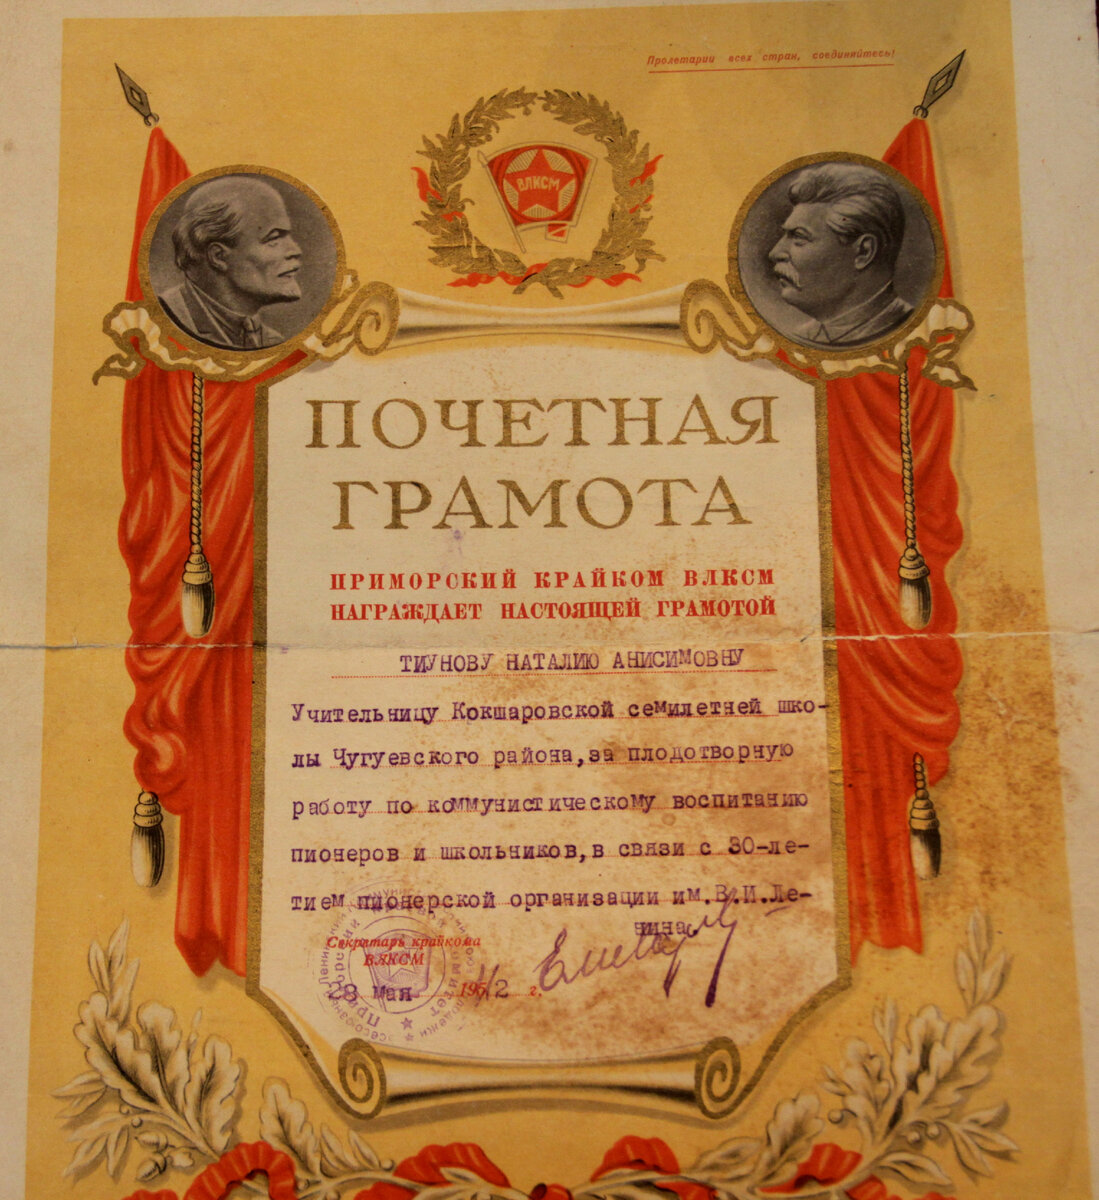 Пролетарии всех стран, соединяйтесь!
ВЛКСМ
ПОЧЕТНАЯ
ГРАМОТА
ПРИМОРСКИЙ КРАЙКОМ ВЛКСМ
НАГРАЖДАЕТ НАСТОЯЩЕЙ ГРАМОТОЙ
ТИУНОВУ НАТАЛИЮ АНИСИМОВНУ
Учительницу Кокшаровской семилетней шко-
лы Чугуевского района,за плодотворную
работу по коммунистическому воспитанию
пионеров и школьников,в связи с 30-ле-
тием пионерской организации им.В.И.Ле-
нина.
Секретарь крайкома
ВЛКСМ
28 мая 1952 г.